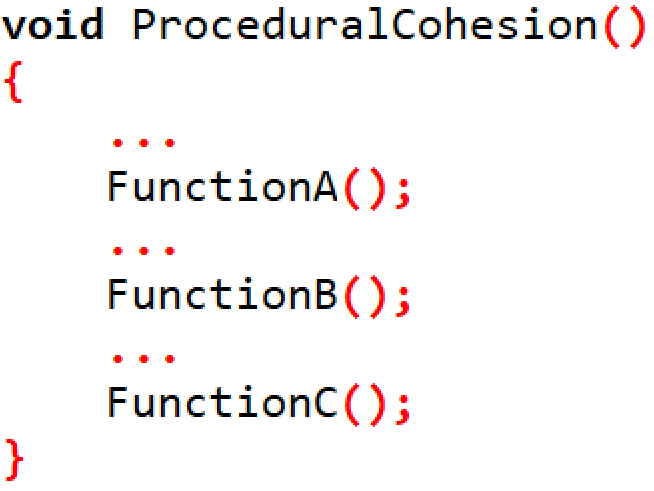 void ProceduralCohesion()
{
...
FunctionA();
...
FunctionB();
...
FunctionC();
}